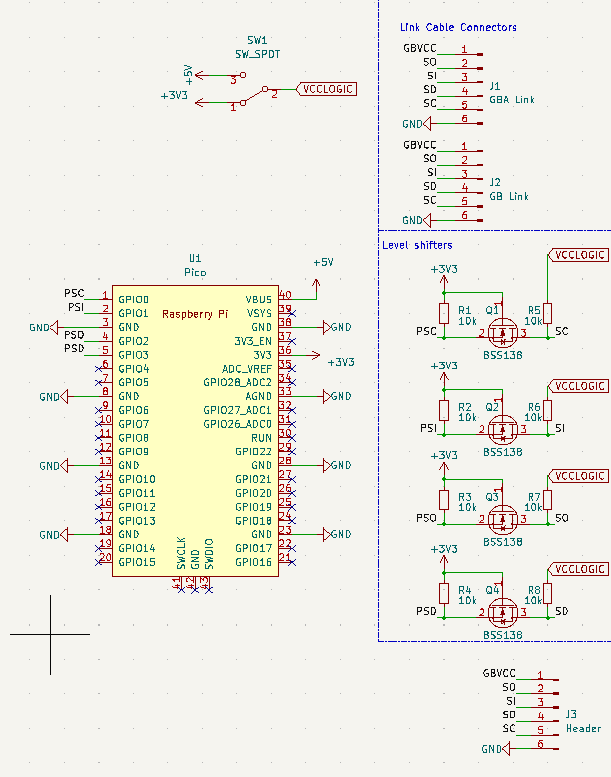 SW1
SW_SPDT
+5V
3
+3V3
1
2
VCCLOGIC
Link Cable Connectors
GBVCC 1
SO 2
SI 3
SD 4
SC 5
GND 6
J1
GBA Link
GBVCC 1
SO 2
SI 3
SD 4
SC 5
GND 6
J2
GB Link
U1
Pico
Raspberry Pi
+5V
PSC 1 GPIO0 VBUS 40
PSI 2 GPIO1 VSYS 39
GND 3 GND GND 38 GND
PSD 4 GPIO2 3V3_EN 37
PSD 5 GPIO3 3V3 36 +3V3
6 GPIO4 ADC_VREF 35
7 GPIO5 GPIO28_ADC2 34
GND 8 GND AGND 33 GND
9 GPIO6 GPIO27_ADC1 32
10 GPIO7 GPIO26_ADC0 31
11 GPIO8 RUN 30
12 GPIO9 GPIO22 29
GND 13 GND GND 28 GND
14 GPIO10 GPIO21 27
15 GPIO11 GPIO20 26
16 GPIO12 GPIO19 25
17 GPIO13 GPIO18 24
GND 18 GND GND 23 GND
19 GPIO14 GPIO17 22
20 GPIO15 GPIO16 21
SWCLK GND SWDIO
41 42 43
Level shifters
VCCLOGIC
+3V3
R1 10k
Q1 1
R5 10k
PSC 2 3 SC
BSS138
VCCLOGIC
+3V3
R2 10k
Q2 1
R6 10k
PSI 2 3 SI
BSS138
VCCLOGIC
+3V3
R3 10k
Q3 1
R7 10k
PSO 2 3 SO
BSS138
VCCLOGIC
+3V3
R4 10k
Q4 1
R8 10k
PSD 2 3 SD
BSS138
GBVCC 1
SO 2
SI 3
SD 4
SC 5
GND 6
J3
Header